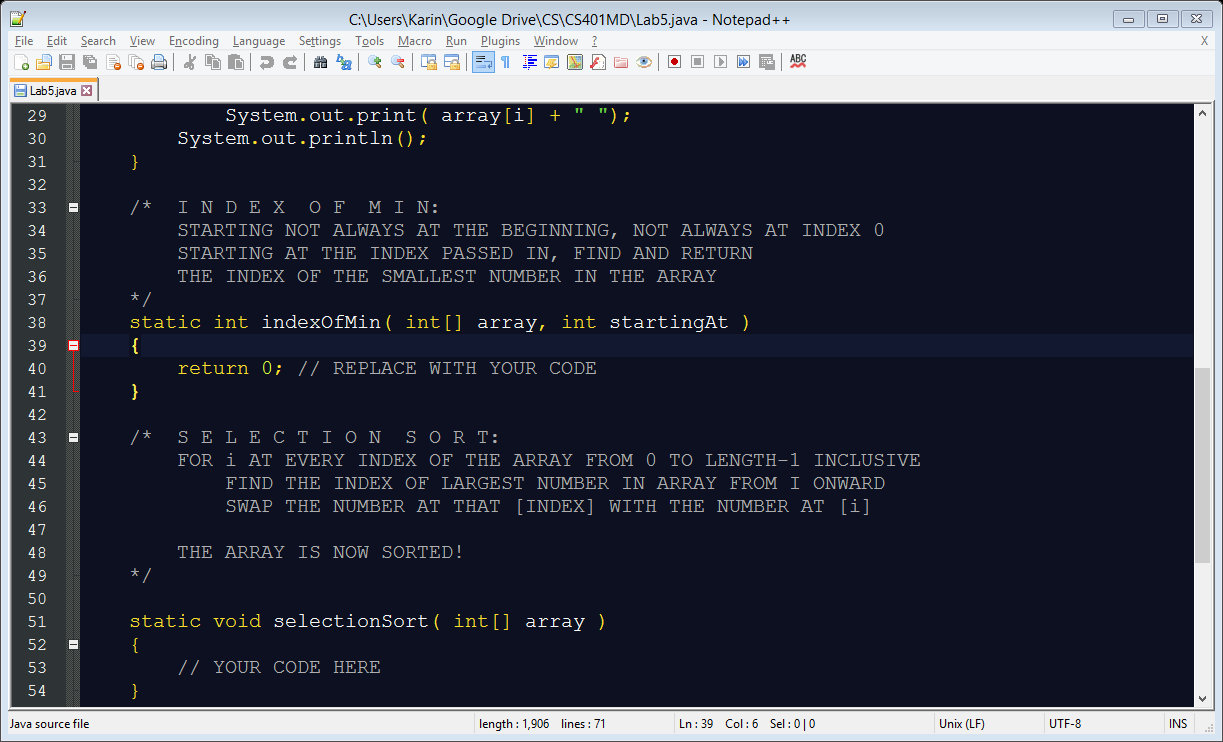 C:\Users\Karin\Google Drive\CS\CS401MD\Lab5.java - Notepad++
File Edit Search View Encoding Language Settings Tools Macro Run Plugins Window ? X
ABC
Lab5.java
29 System.out.print( array[i] + " ");
30 System.out.println();
31 }
32
33 /* I N D E X O F M I N:
34 STARTING NOT ALWAYS AT THE BEGINNING, NOT ALWAYS AT INDEX 0
35 STARTING AT THE INDEX PASSED IN, FIND AND RETURN
36 THE INDEX OF THE SMALLEST NUMBER IN THE ARRAY
37 */
38 static int indexOfMin( int[] array, int startingAt )
39 {
40 return 0; // REPLACE WITH YOUR CODE
41 }
42
43 /* S E L E C T I O N S O R T:
44 FOR i AT EVERY INDEX OF THE ARRAY FROM 0 TO LENGTH-1 INCLUSIVE
45 FIND THE INDEX OF LARGEST NUMBER IN ARRAY FROM I ONWARD
46 SWAP THE NUMBER AT THAT [INDEX] WITH THE NUMBER AT [i]
47
48 THE ARRAY IS NOW SORTED!
49 */
50
51 static void selectionSort( int[] array )
52 {
53 // YOUR CODE HERE
54 }
Java source file length : 1,906 lines : 71 Ln : 39 Col : 6 Sel : 0 | 0 Unix (LF) UTF-8 INS